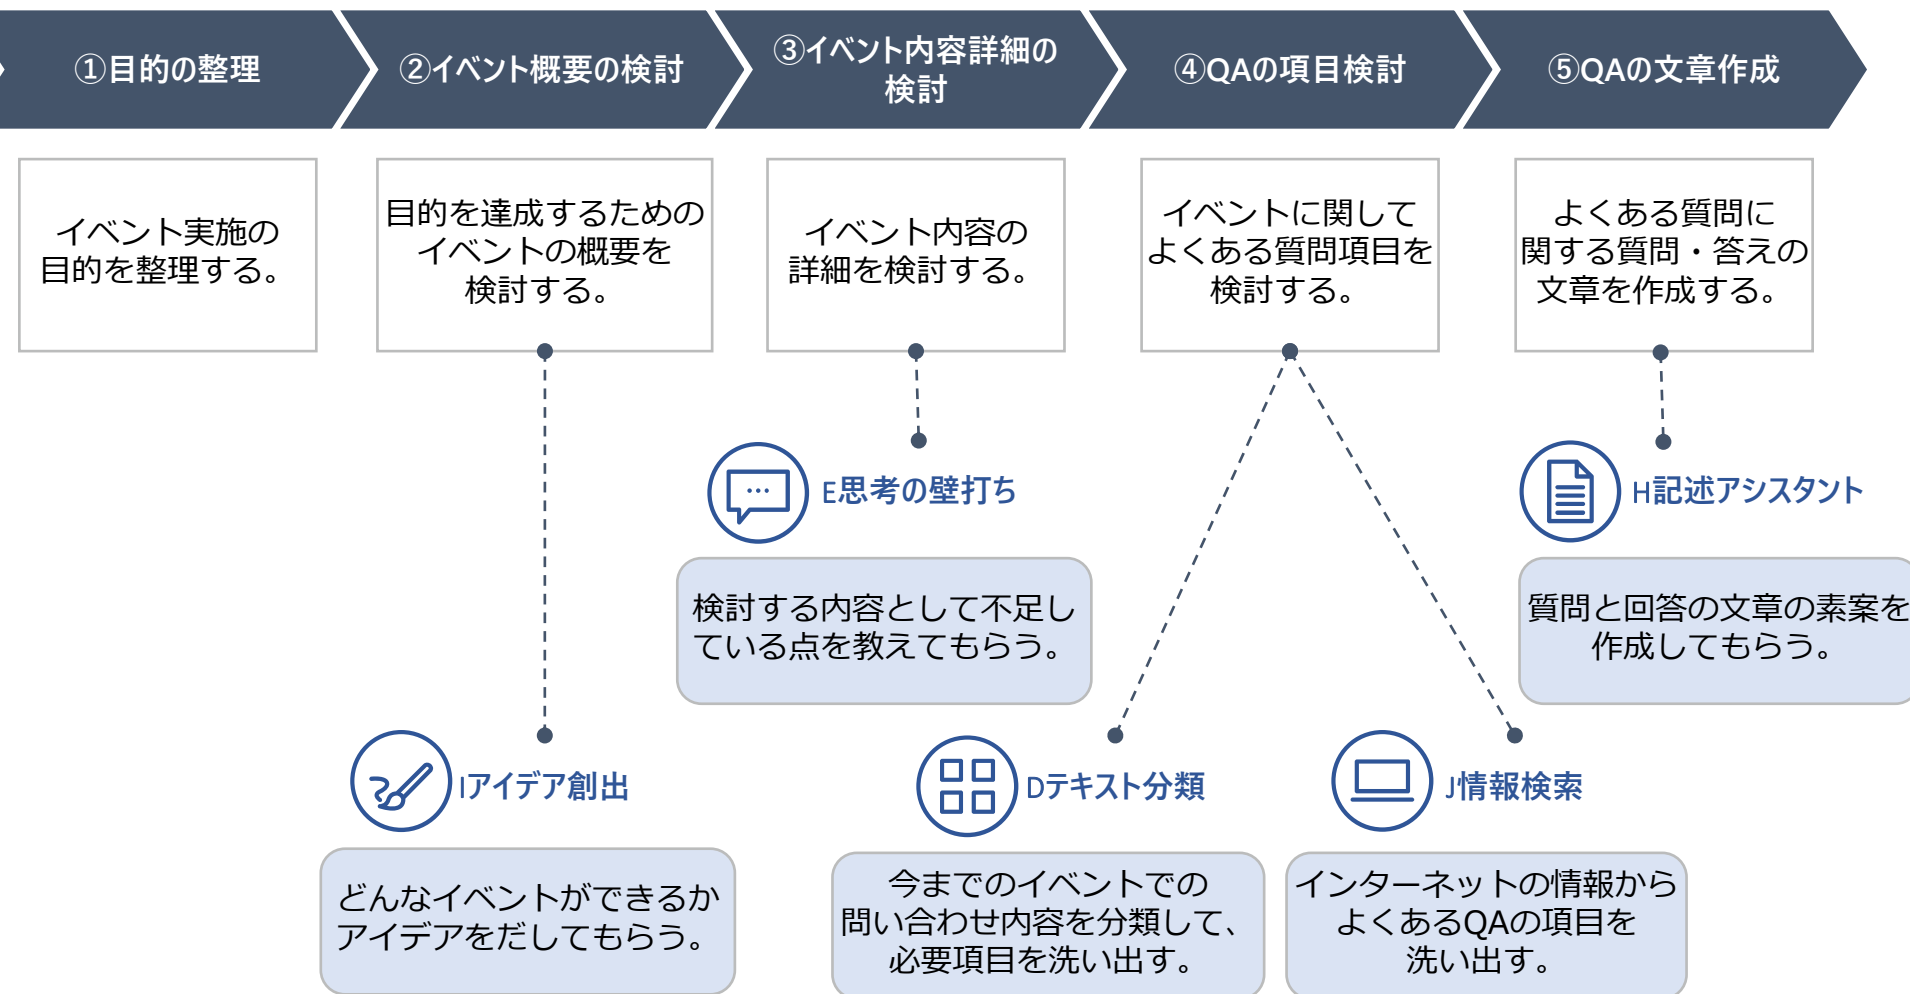 ①目的の整理
②イベント概要の検討
③イベント内容詳細の
検討
④QAの項目検討
⑤QAの文章作成
イベント実施の
目的を整理する。
目的を達成するための
イベントの概要を
検討する。
イベント内容の
詳細を検討する。
イベントに関して
よくある質問項目を
検討する。
よくある質問に
関する質問・答えの
文章を作成する。
E思考の壁打ち
検討する内容として不足し
ている点を教えてもらう。
H記述アシスタント
質問と回答の文章の素案を
作成してもらう。
Iアイデア創出
どんなイベントができるか
アイデアをだしてもらう。
Dテキスト分類
今までのイベントでの
問い合わせ内容を分類して、
必要項目を洗い出す。
J情報検索
インターネットの情報から
よくあるQAの項目を
洗い出す。